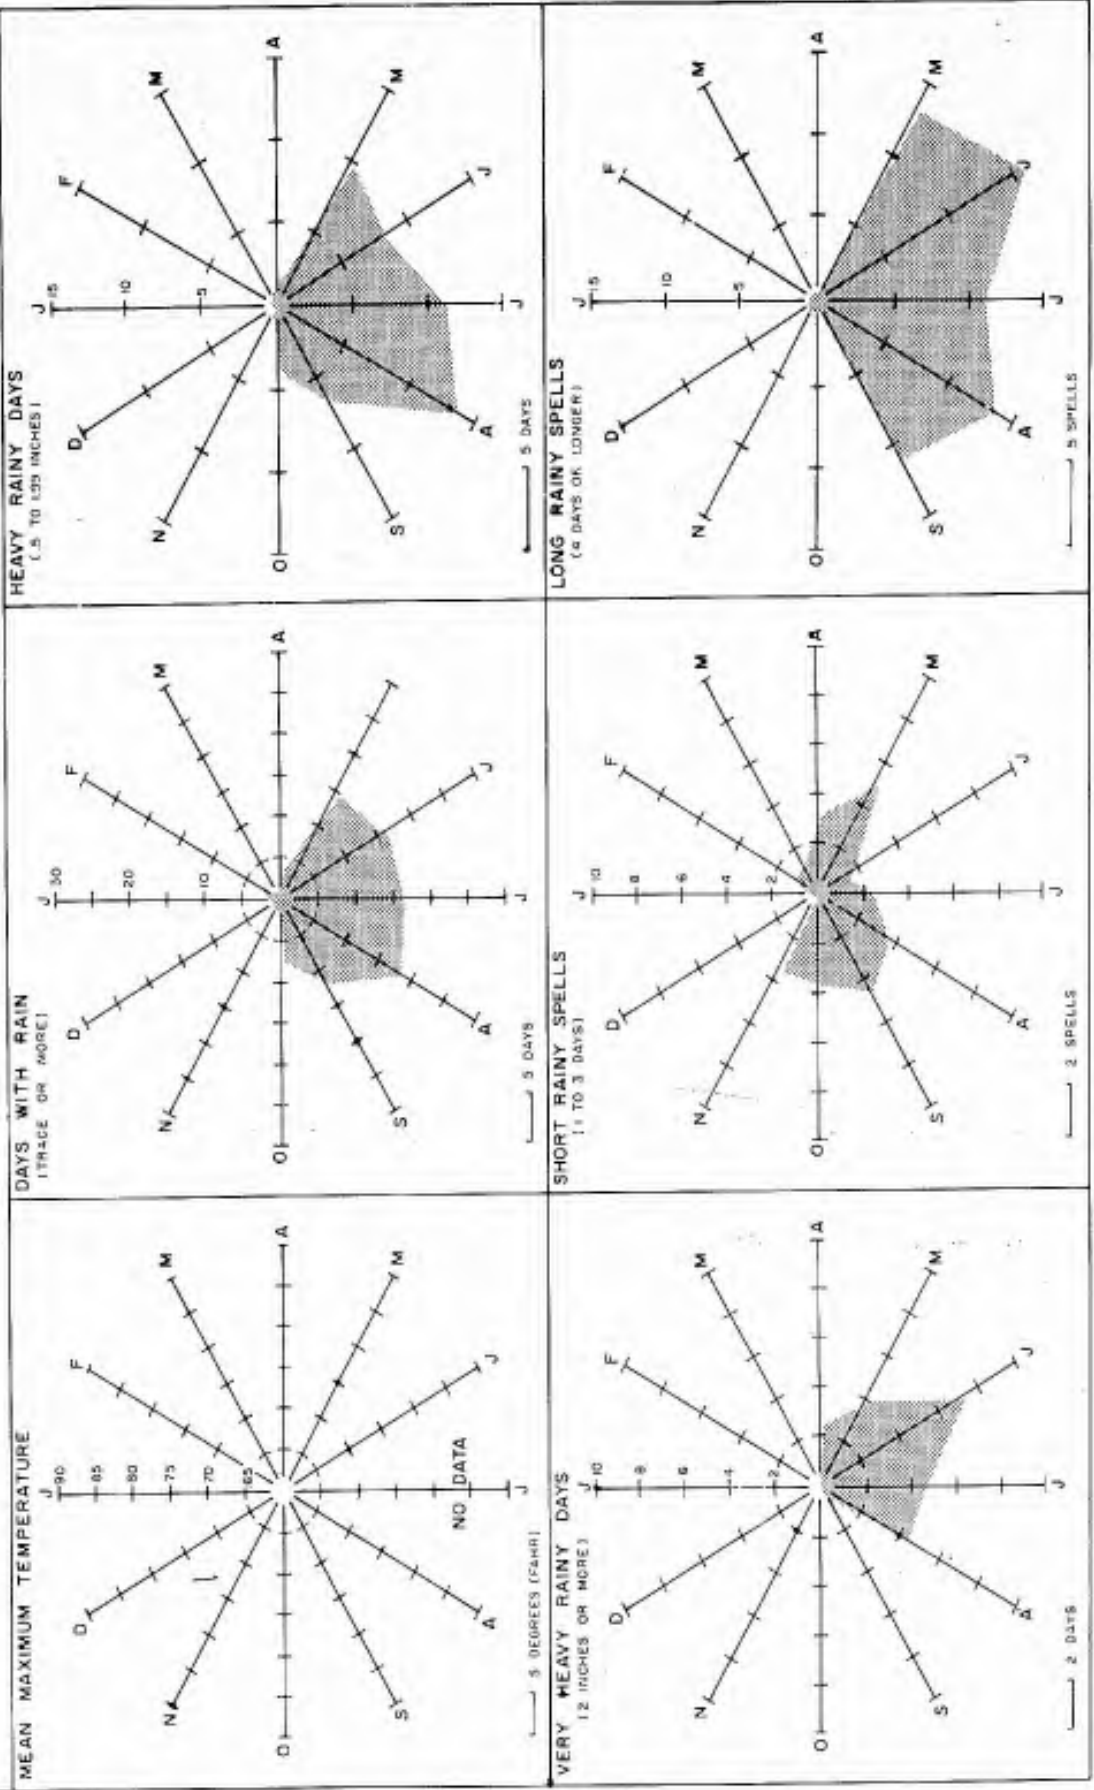 MEAN MAXIMUM TEMPERATURE
J
90
85
80
75
70
65
D F
N M
O A
S M
A J
J
NO DATA
5 DEGREES (FAHR)
DAYS WITH RAIN
(TRACE OR MORE)
J
30
20
10
D F
N M
O A
S
A J
J
5 DAYS
HEAVY RAINY DAYS
(.5 TO 1.99 INCHES)
J
15
10
5
D F
N M
O A
S M
A J
J
5 DAYS
VERY HEAVY RAINY DAYS
(2 INCHES OR MORE)
J
10
8
6
4
2
D F
N M
O A
S M
A J
J
2 DAYS
SHORT RAINY SPELLS
(1 TO 3 DAYS)
J
10
8
6
4
2
D F
N M
O A
S M
A J
J
2 SPELLS
LONG RAINY SPELLS
(4 DAYS OR LONGER)
J
15
10
5
D F
N M
O A
S M
A J
J
5 SPELLS